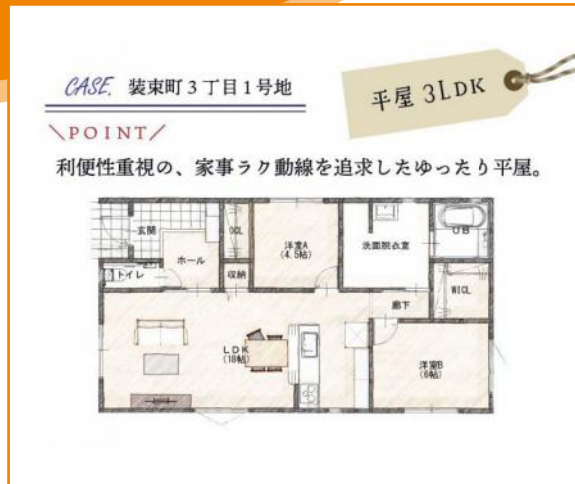 CASE. 装束町3丁目1号地
平屋 3LDK
＼POINT／
利便性重視の、家事ラク動線を追求したゆったり平屋。
玄関
ホール
トイレ
OCL
収納
洋室A
(4.5帖)
洗面脱衣室
UB
WICL
廊下
LDK
(18帖)
洋室B
(6帖)